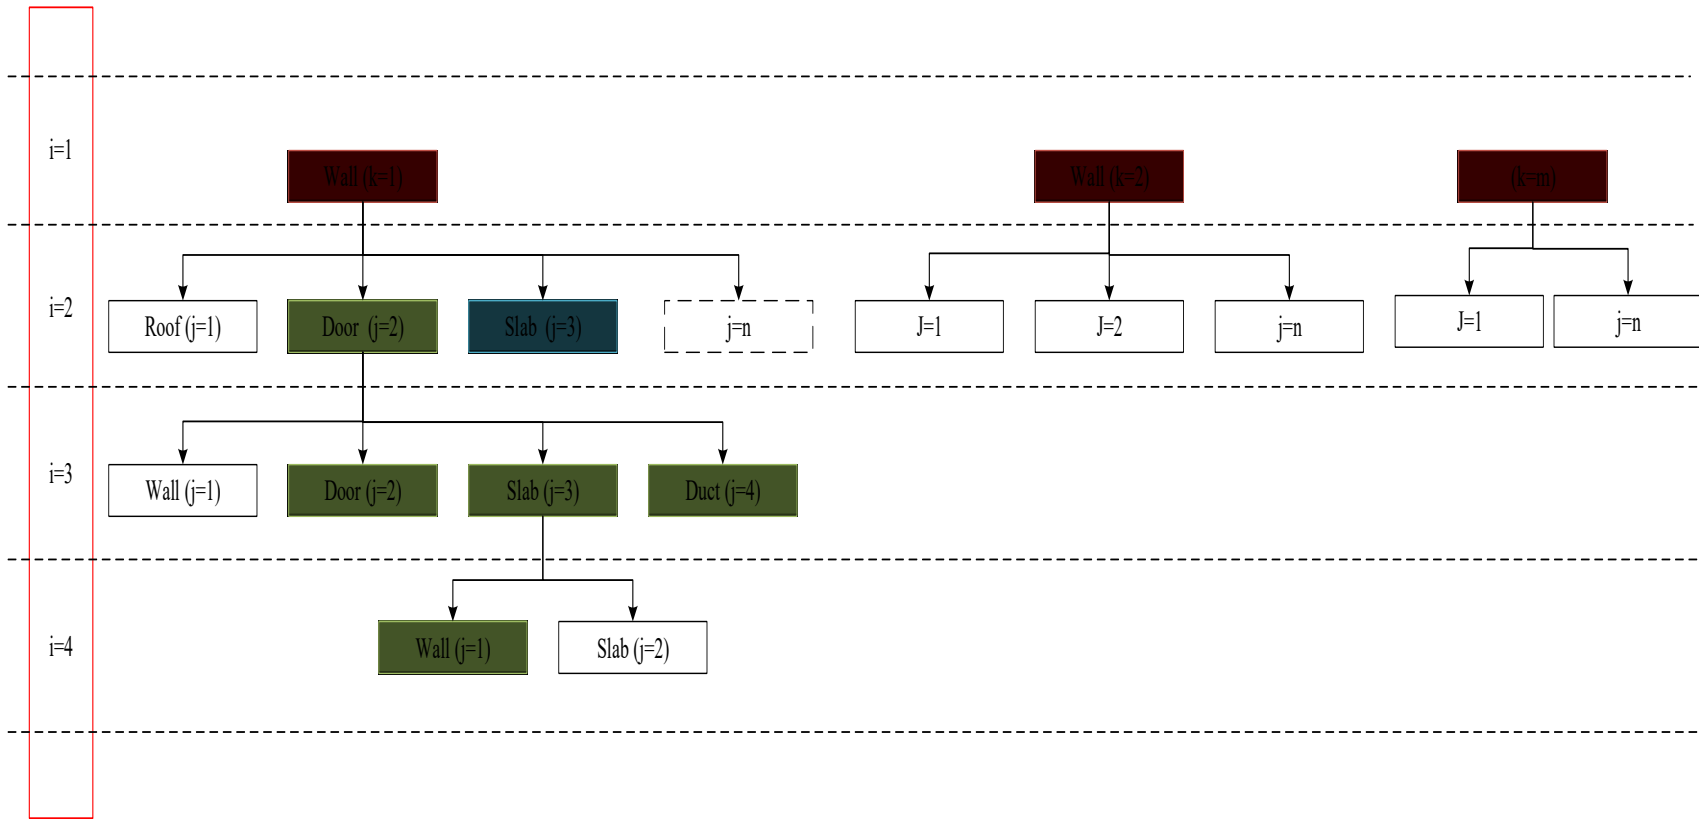 i=1
Wall (k=1)
Wall (k=2)
(k=m)
i=2
Roof (j=1)
Door (j=2)
Slab (j=3)
j=n
J=1
J=2
j=n
J=1
j=n
i=3
Wall (j=1)
Door (j=2)
Slab (j=3)
Duct (j=4)
i=4
Wall (j=1)
Slab (j=2)